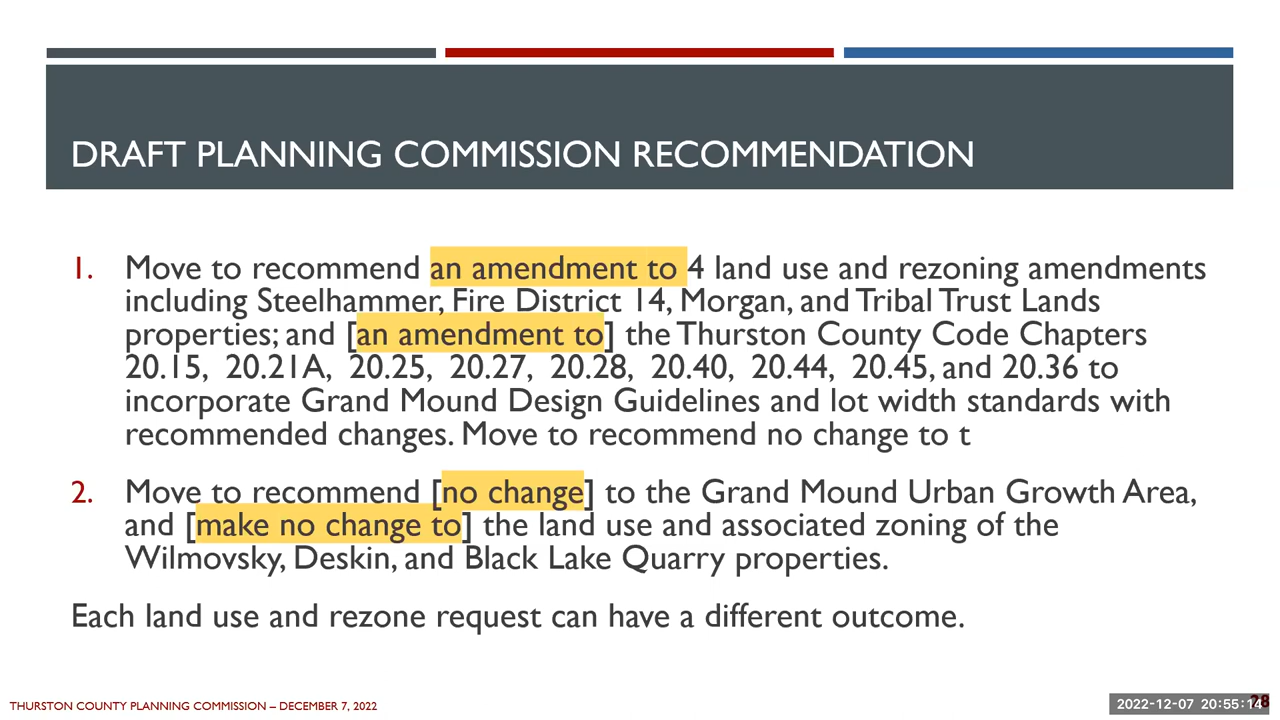 DRAFT PLANNING COMMISSION RECOMMENDATION
1. Move to recommend an amendment to 4 land use and rezoning amendments
including Steelhammer, Fire District 14, Morgan, and Tribal Trust Lands
properties; and [an amendment to] the Thurston County Code Chapters
20.15, 20.21A, 20.25, 20.27, 20.28, 20.40, 20.44, 20.45, and 20.36 to
incorporate Grand Mound Design Guidelines and lot width standards with
recommended changes. Move to recommend no change to t
2. Move to recommend [no change] to the Grand Mound Urban Growth Area,
and [make no change to] the land use and associated zoning of the
Wilmovsky, Deskin, and Black Lake Quarry properties.
Each land use and rezone request can have a different outcome.
THURSTON COUNTY PLANNING COMMISSION – DECEMBER 7, 2022
2022-12-07 20:55:14
28